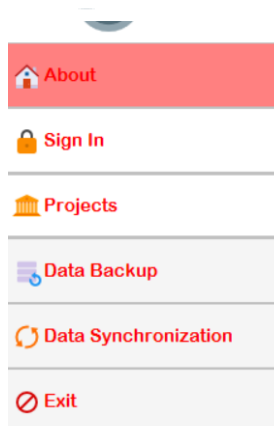 About
Sign In
Projects
Data Backup
Data Synchronization
Exit